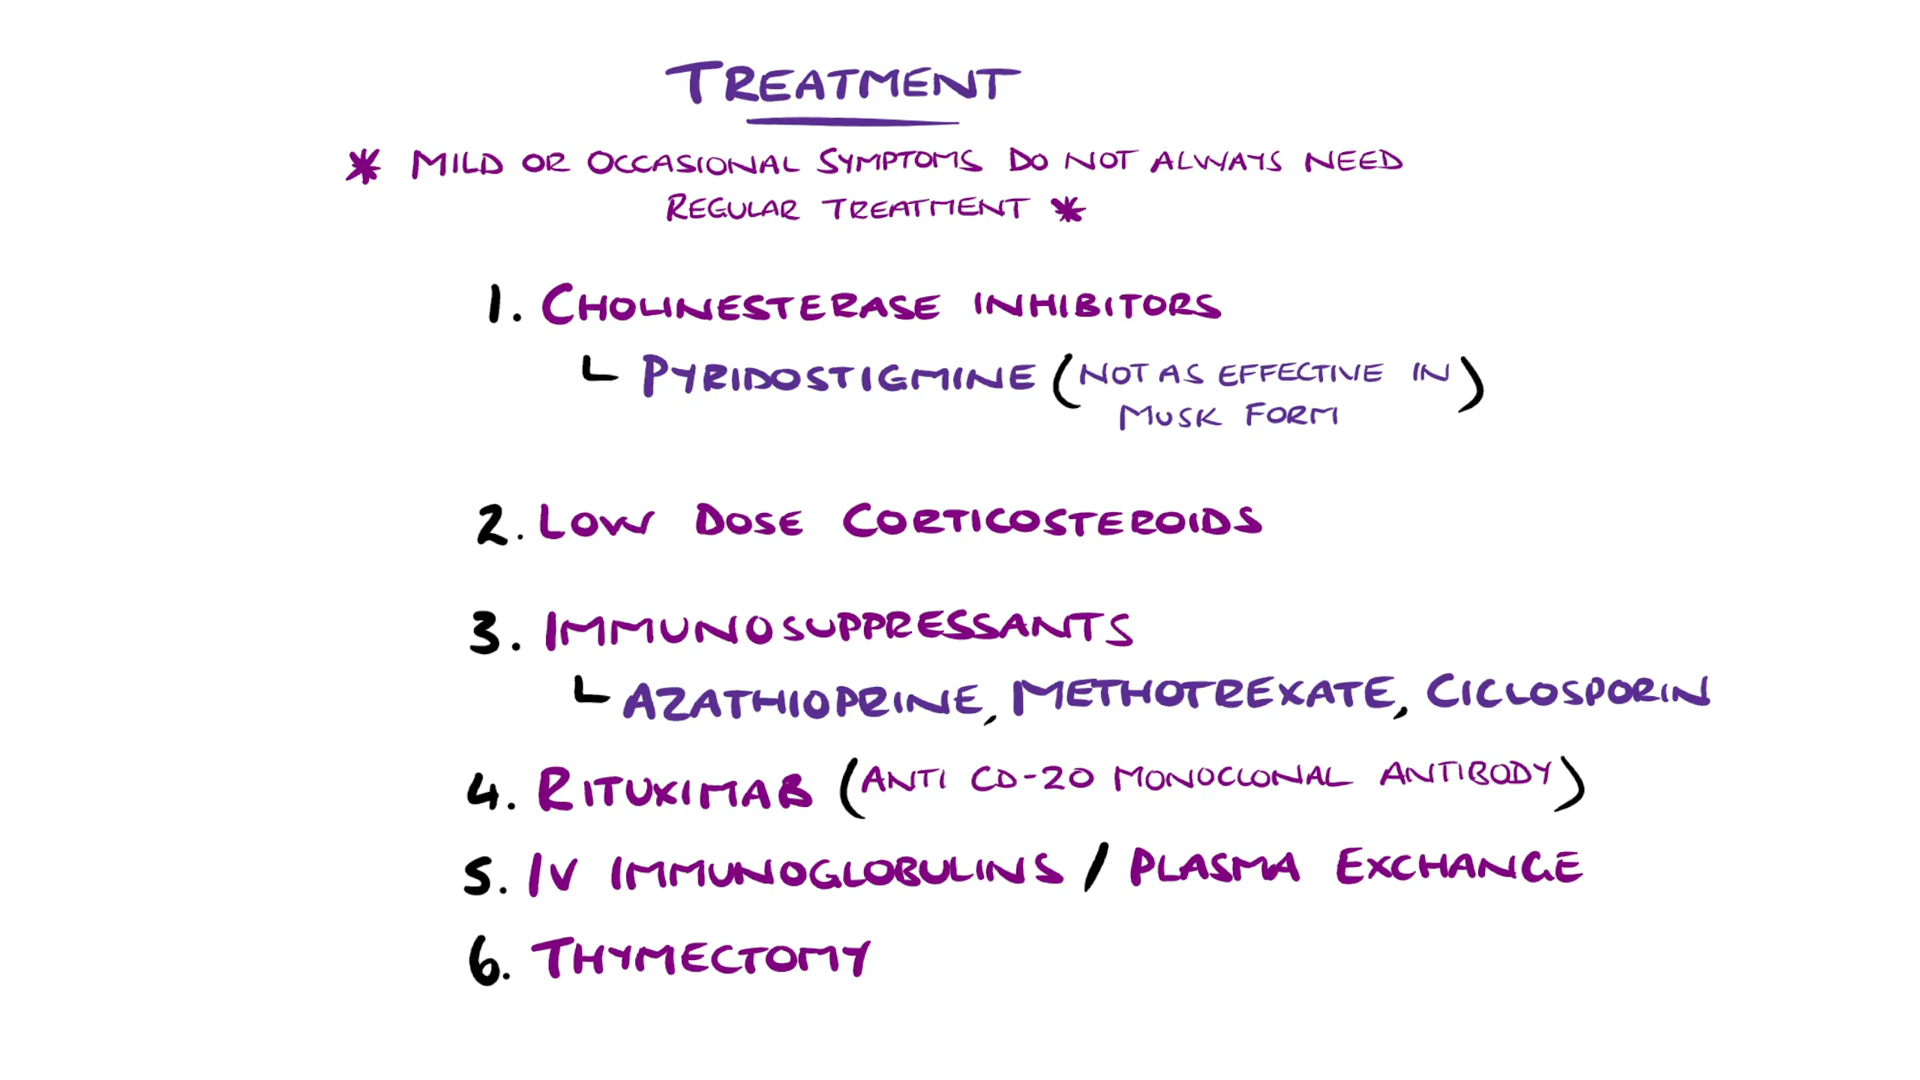 TREATMENT
* MILD OR OCCASIONAL SYMPTOMS DO NOT ALWAYS NEED
REGULAR TREATMENT *
1. CHOLINESTERASE INHIBITORS
PYRIDOSTIGMINE (NOT AS EFFECTIVE IN
MUSK FORM)
2. LOW DOSE CORTICOSTEROIDS
3. IMMUNOSUPPRESSANTS
AZATHIOPRINE, METHOTREXATE, CICLOSPORIN
4. RITUXIMAB (ANTI CD-20 MONOCLONAL ANTIBODY)
5. IV IMMUNOGLOBULINS / PLASMA EXCHANGE
6. THYMECTOMY